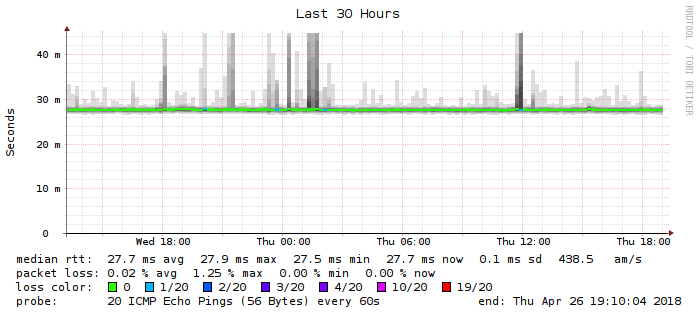 Last 30 Hours
RRDTOOL / TOBI OETIKER
Seconds
40 m
30 m
20 m
10 m
0
Wed 18:00 Thu 00:00 Thu 06:00 Thu 12:00 Thu 18:00
median rtt: 27.7 ms avg 27.9 ms max 27.5 ms min 27.7 ms now 0.1 ms sd 438.5 am/s
packet loss: 0.02 % avg 1.25 % max 0.00 % min 0.00 % now
loss color: 0 1/20 2/20 3/20 4/20 10/20 19/20
probe: 20 ICMP Echo Pings (56 Bytes) every 60s end: Thu Apr 26 19:10:04 2018